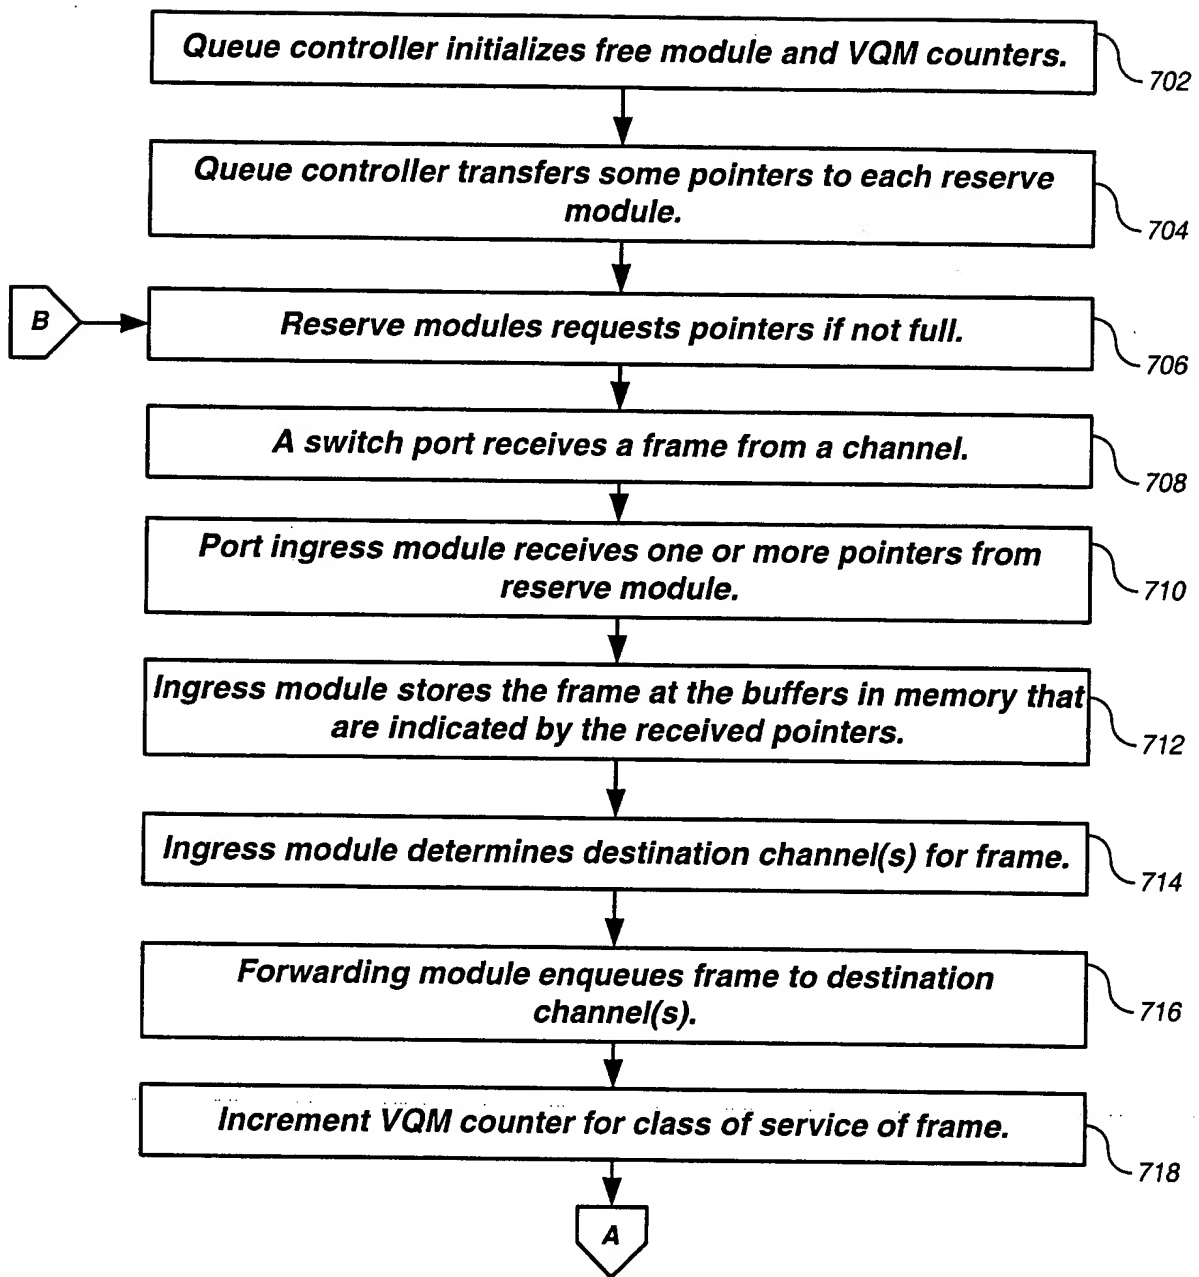 Queue controller initializes free module and VQM counters.
702
Queue controller transfers some pointers to each reserve
module.
704
B
Reserve modules requests pointers if not full.
706
A switch port receives a frame from a channel.
708
Port ingress module receives one or more pointers from
reserve module.
710
Ingress module stores the frame at the buffers in memory that
are indicated by the received pointers.
712
Ingress module determines destination channel(s) for frame.
714
Forwarding module enqueues frame to destination
channel(s).
716
Increment VQM counter for class of service of frame.
718
A